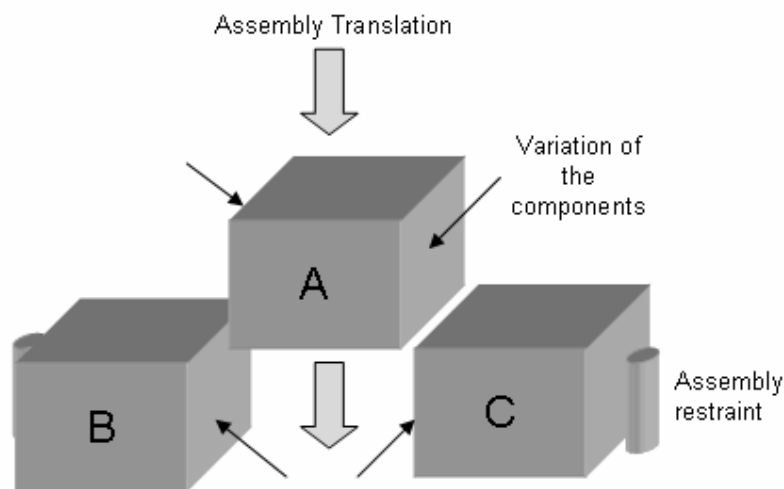 Assembly Translation
Variation of
the
components
A
B
C
Assembly
restraint